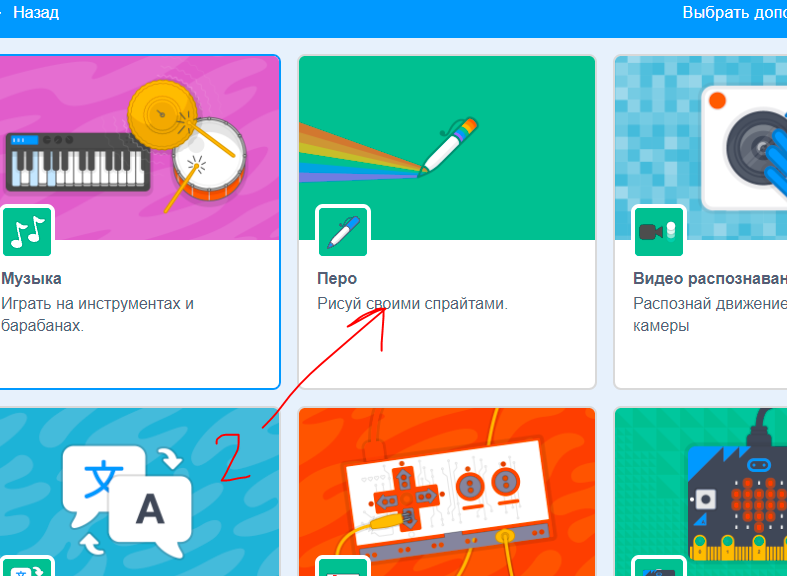 Назад
Выбрать допо
Музыка
Играть на инструментах и
барабанах.
Перо
Рисуй своими спрайтами.
Видео распознаван
Распознай движение
камеры
2
文
A